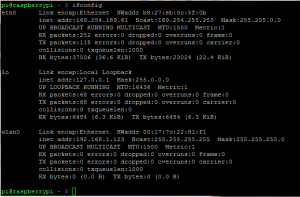 pi@raspberrypi ~ $ ifconfig
eth0 Link encap:Ethernet HWaddr b8:27:eb:5c:5f:0b
inet addr:169.254.189.61 Bcast:169.254.255.255 Mask:255.255.0.0
UP BROADCAST RUNNING MULTICAST MTU:1500 Metric:1
RX packets:252 errors:0 dropped:0 overruns:0 frame:0
TX packets:118 errors:0 dropped:0 overruns:0 carrier:0
collisions:0 txqueuelen:1000
RX bytes:37506 (36.6 KiB) TX bytes:23024 (22.4 KiB)
lo Link encap:Local Loopback
inet addr:127.0.0.1 Mask:255.0.0.0
UP LOOPBACK RUNNING MTU:16436 Metric:1
RX packets:68 errors:0 dropped:0 overruns:0 frame:0
TX packets:68 errors:0 dropped:0 overruns:0 carrier:0
collisions:0 txqueuelen:0
RX bytes:6486 (6.3 KiB) TX bytes:6486 (6.3 KiB)
wlan0 Link encap:Ethernet HWaddr 00:17:7c:22:81:f1
inet addr:192.168.1.123 Bcast:255.255.255.255 Mask:255.255.255.0
UP BROADCAST MULTICAST MTU:1500 Metric:1
RX packets:0 errors:0 dropped:0 overruns:0 frame:0
TX packets:0 errors:0 dropped:0 overruns:0 carrier:0
collisions:0 txqueuelen:1000
RX bytes:0 (0.0 B) TX bytes:0 (0.0 B)
pi@raspberrypi ~ $